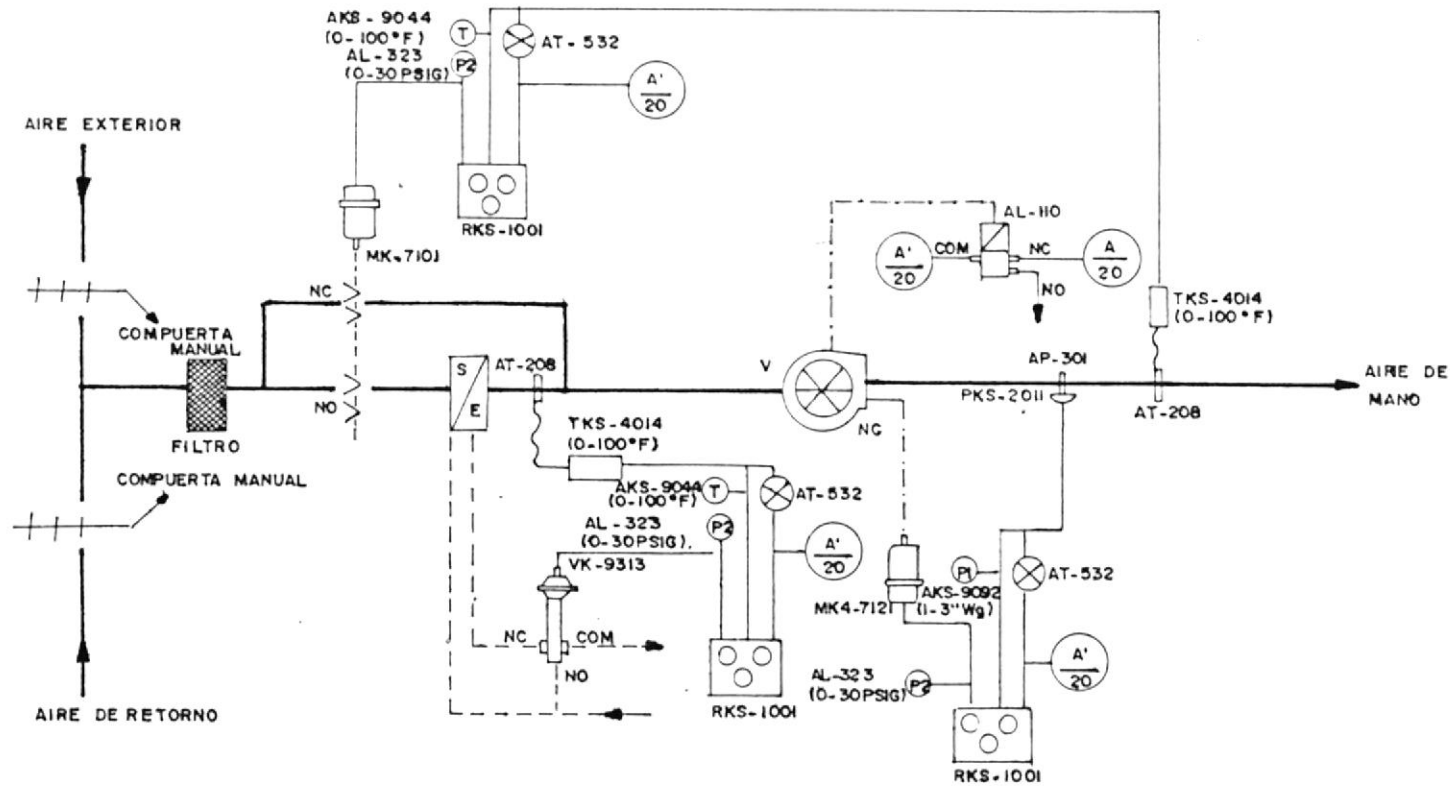 AKS-9044
(0-100°F)
AL-323
(0-30PSIG)
T
P2
AT-532
A'
20
AIRE EXTERIOR
RKS-1001
MK-7101
AL-110
A'
20
COM
NC
A
20
NO
TKS-4014
(0-100°F)
NC
COMPUERTA
MANUAL
NO
FILTRO
S
E
AT-208
V
NC
AP-301
PKS-2011
AT-208
AIRE DE
MANO
COMPUERTA MANUAL
TKS-4014
(0-100°F)
AKS-9044
(0-100°F)
T
AT-532
AL-323
(0-30PSIG)
P2
A'
20
VK-9313
NC
COM
NO
RKS-1001
MK4-7121
P1
AT-532
AKS-9092
(1-3"Wg)
AL-323
(0-30PSIG)
P2
A'
20
RKS-1001
AIRE DE RETORNO